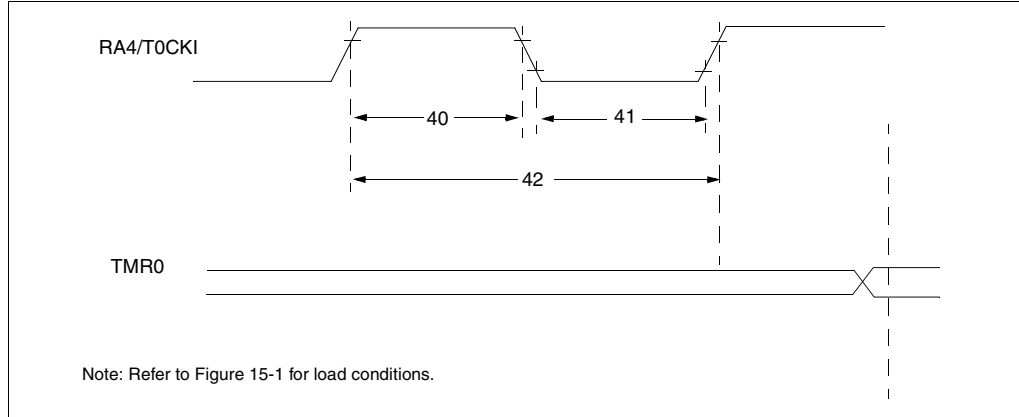 RA4/T0CKI
40
41
42
TMR0
Note: Refer to Figure 15-1 for load conditions.